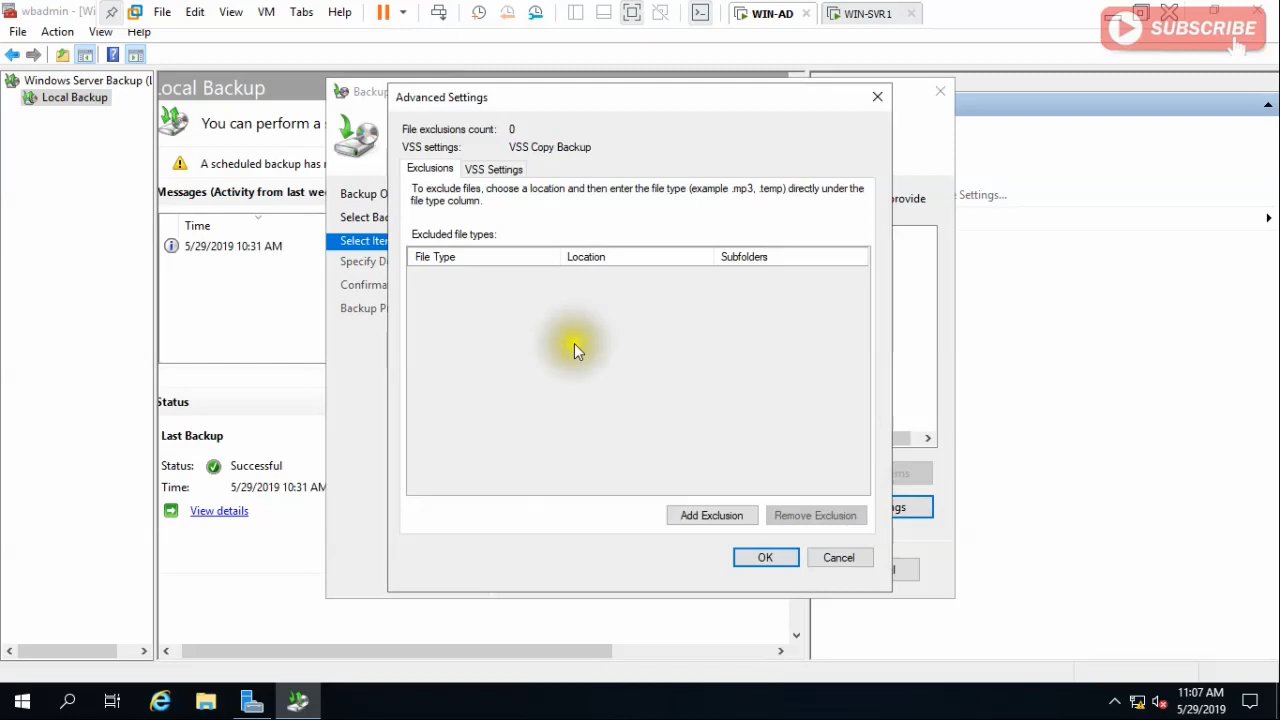 wbadmin - [Wi
File
Edit
View
VM
Tabs
Help
WIN-AD
WIN-SVR1
SUBSCRIBE
File
Action
View
Help
Windows Server Backup (L
Local Backup
ocal Backup
You can perform a s
A scheduled backup has n
Messages (Activity from last wee
Time
5/29/2019 10:31 AM
Status
Last Backup
Status:
Successful
Time:
5/29/2019 10:31 AM
View details
Backup
Backup O
Select Bac
Select Iter
Specify D
Confirma
Backup P
provide
e Settings...
ems
ngs
Advanced Settings
File exclusions count:
0
VSS settings:
VSS Copy Backup
Exclusions
VSS Settings
To exclude files, choose a location and then enter the file type (example .mp3, .temp) directly under the
file type column.
Excluded file types:
File Type
Location
Subfolders
Add Exclusion
Remove Exclusion
OK
Cancel
11:07 AM
5/29/2019